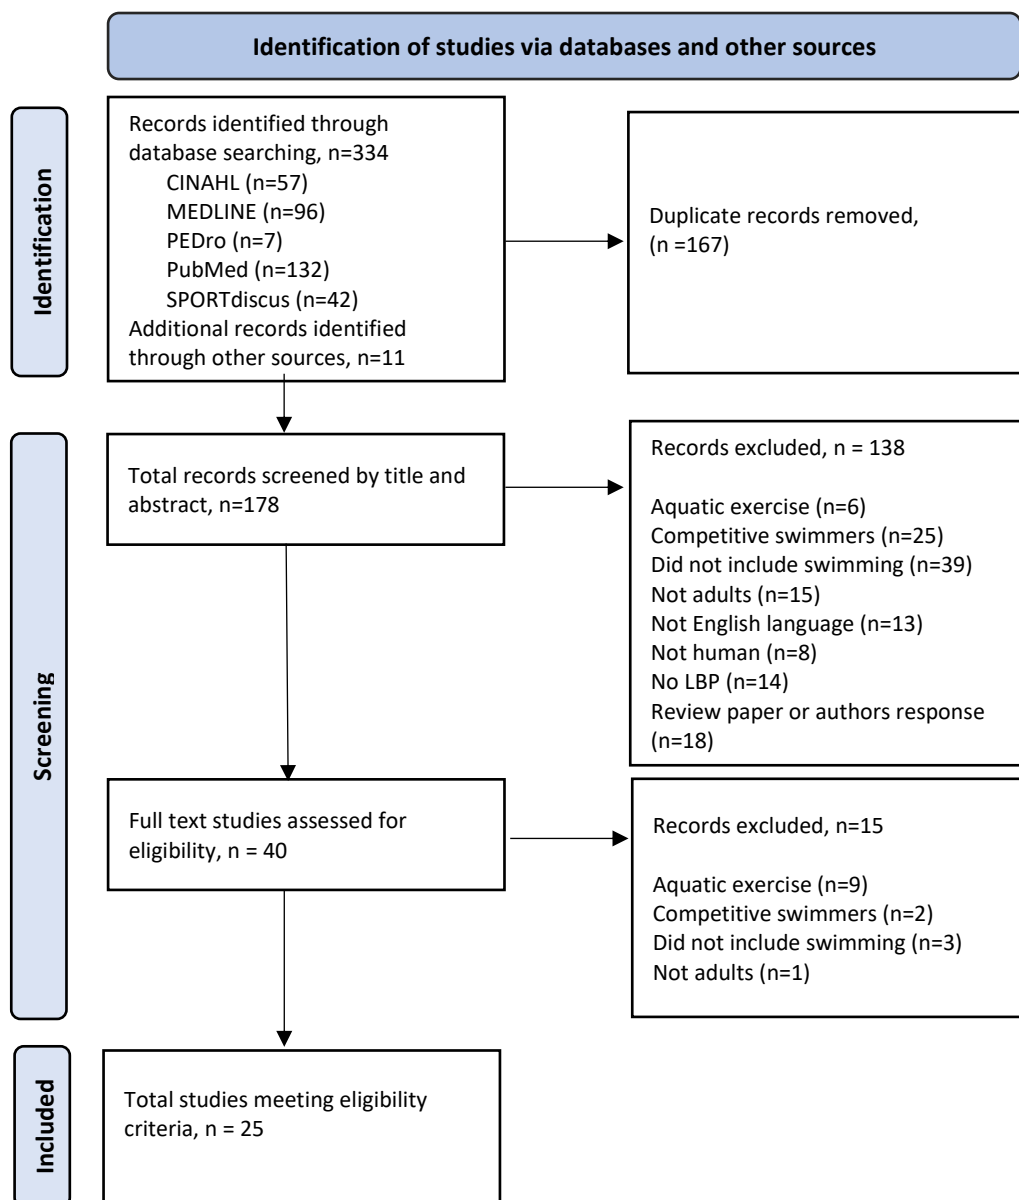 Identification of studies via databases and other sources
Identification
Records identified through
database searching, n=334
CINAHL (n=57)
MEDLINE (n=96)
PEDro (n=7)
PubMed (n=132)
SPORTdiscus (n=42)
Additional records identified
through other sources, n=11
Duplicate records removed,
(n =167)
Screening
Total records screened by title and
abstract, n=178
Records excluded, n = 138
Aquatic exercise (n=6)
Competitive swimmers (n=25)
Did not include swimming (n=39)
Not adults (n=15)
Not English language (n=13)
Not human (n=8)
No LBP (n=14)
Review paper or authors response
(n=18)
Full text studies assessed for
eligibility, n = 40
Records excluded, n=15
Aquatic exercise (n=9)
Competitive swimmers (n=2)
Did not include swimming (n=3)
Not adults (n=1)
Included
Total studies meeting eligibility
criteria, n = 25